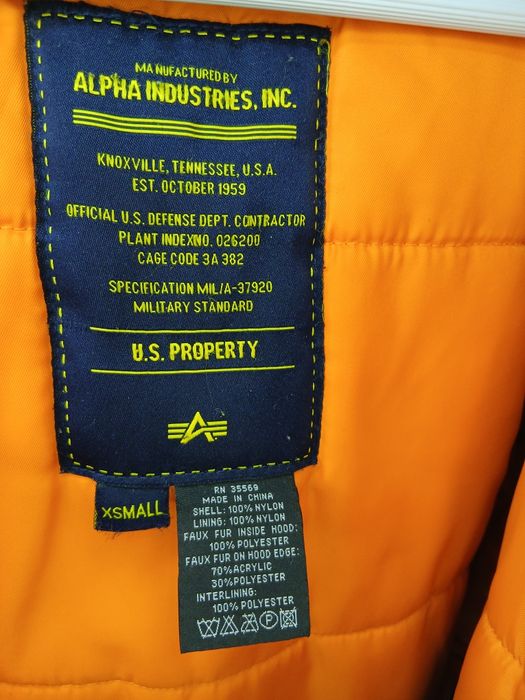 MANUFACTURED BY
ALPHA INDUSTRIES, INC.
KNOXVILLE, TENNESSEE, U.S.A.
EST. OCTOBER 1959
OFFICIAL U.S. DEFENSE DEPT. CONTRACTOR
PLANT INDEXNO. 026200
CAGE CODE 3A 382
SPECIFICATION MIL/A-37920
MILITARY STANDARD
U.S. PROPERTY
XSMALL
RN 35569
MADE IN CHINA
SHELL: 100% NYLON
LINING: 100% NYLON
FAUX FUR INSIDE HOOD:
100% POLYESTER
FAUX FUR ON HOOD EDGE:
70% ACRYLIC
30% POLYESTER
INTERLINING:
100% POLYESTER